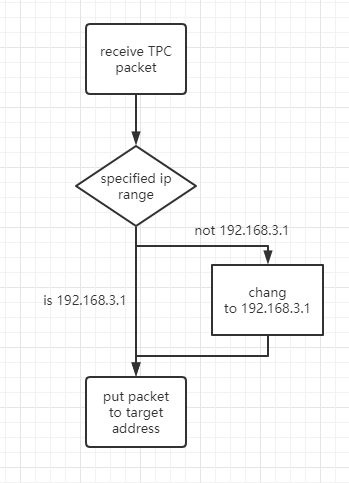 receive TPC
packet
specified ip
range
not 192.168.3.1
is 192.168.3.1
chang
to 192.168.3.1
put packet
to target
address